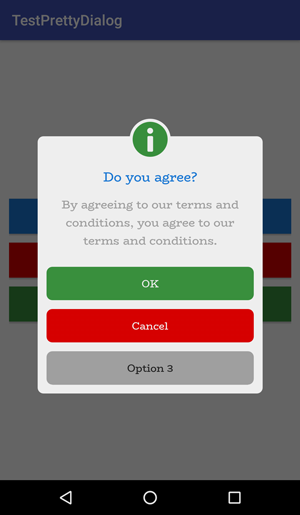 TestPrettyDialog
Do you agree?
By agreeing to our terms and
conditions, you agree to our
terms and conditions.
OK
Cancel
Option 3